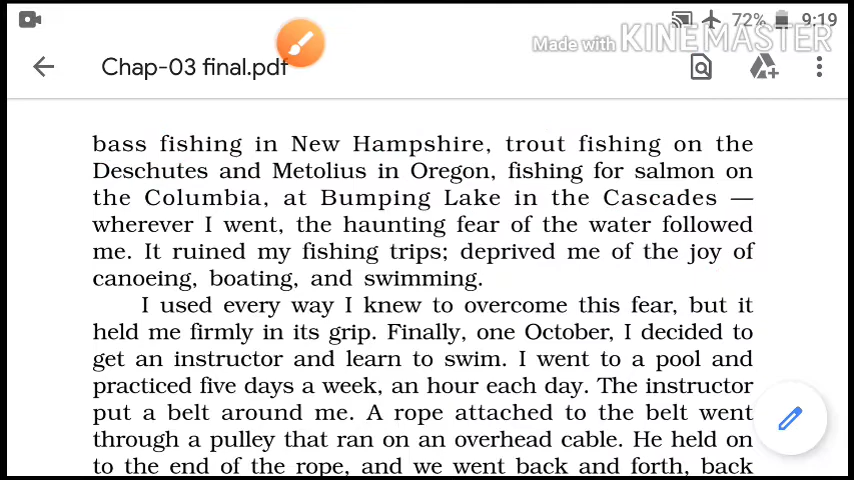 72% 9:19
Made with KINEMASTER
Chap-03 final.pdf
bass fishing in New Hampshire, trout fishing on the
Deschutes and Metolius in Oregon, fishing for salmon on
the Columbia, at Bumping Lake in the Cascades —
wherever I went, the haunting fear of the water followed
me. It ruined my fishing trips; deprived me of the joy of
canoeing, boating, and swimming.
I used every way I knew to overcome this fear, but it
held me firmly in its grip. Finally, one October, I decided to
get an instructor and learn to swim. I went to a pool and
practiced five days a week, an hour each day. The instructor
put a belt around me. A rope attached to the belt went
through a pulley that ran on an overhead cable. He held on
to the end of the rope, and we went back and forth, back